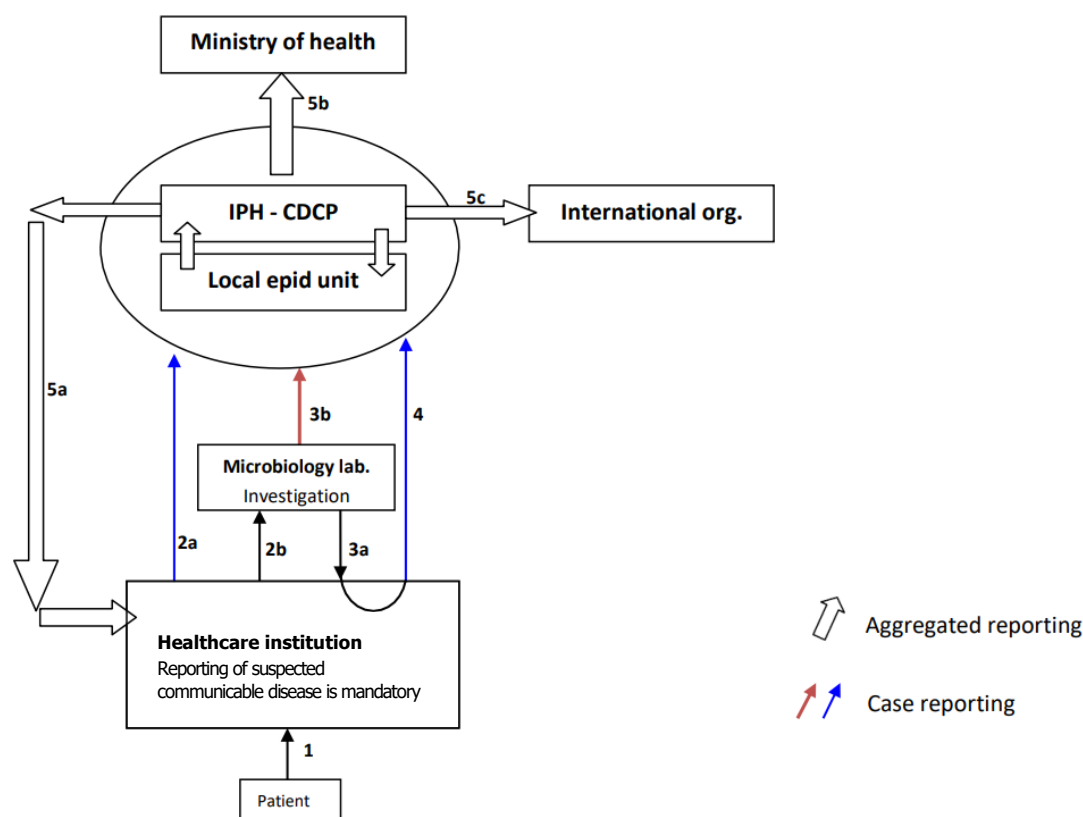 Ministry of health
5b
IPH - CDCP
5c
International org.
Local epid unit
5a
3b
4
Microbiology lab.
Investigation
2a
2b
3a
Healthcare institution
Reporting of suspected
communicable disease is mandatory
Aggregated reporting
Case reporting
1
Patient